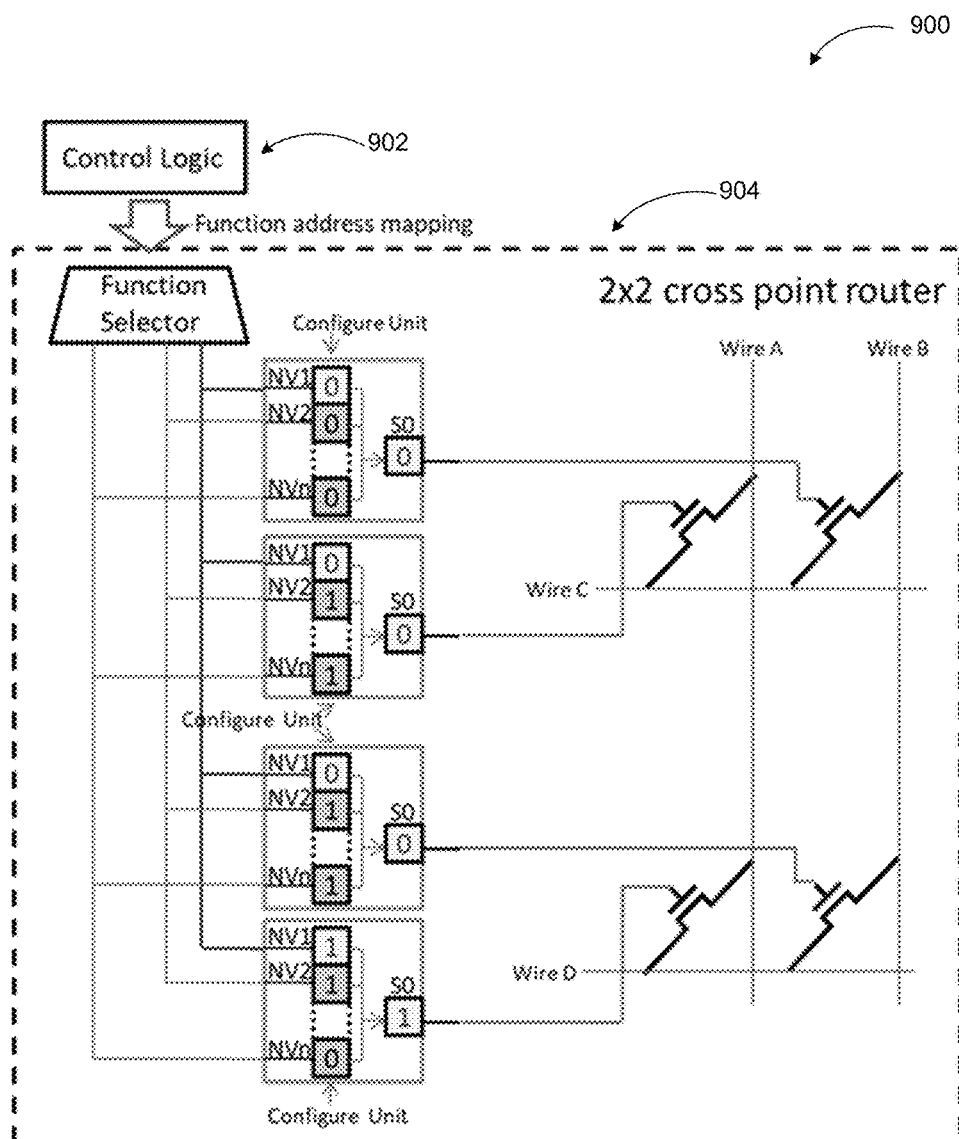 900
Control Logic
902
904
Function address mapping
Function
Selector
2x2 cross point router
Configure Unit
Wire A
Wire B
NV1 0
NV2 0
S0
0
NVn 0
NV1 0
NV2 1
Wire C
S0
0
NVn 1
Configure Unit
NV1 0
NV2 1
S0
0
NVn 1
NV1 1
NV2 1
Wire D
S0
1
NVn 0
Configure Unit